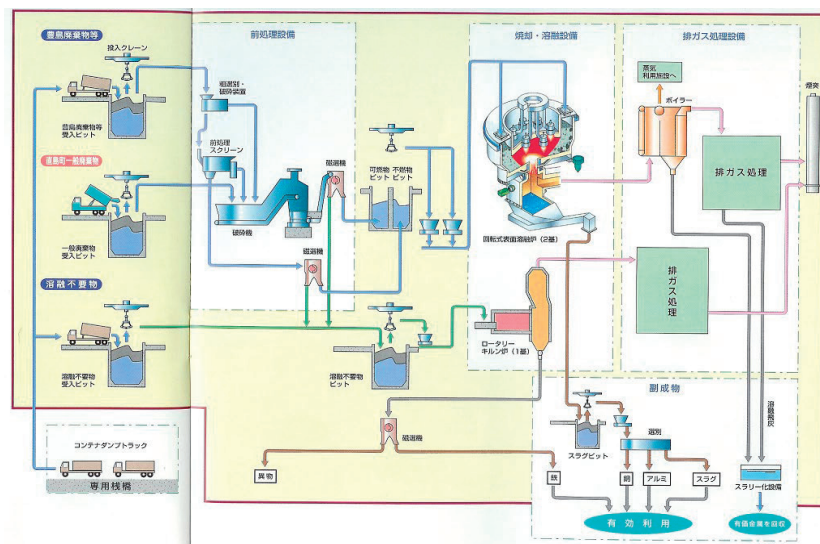 豊島廃棄物等
投入クレーン
豊島廃棄物等
受入ピット
直島町一般廃棄物
一般廃棄物
受入ピット
溶融不要物
溶融不要物
受入ピット
コンテナダンプトラック
専用桟橋
前処理設備
粗選別・
破砕装置
前処理
スクリーン
破砕機
磁選機
磁選機
可燃物
ピット
不燃物
ピット
溶融不要物
ピット
焼却・溶融設備
回転式表面溶融炉(2基)
ロータリー
キルン炉(1基)
排ガス処理設備
蒸気
利用施設へ
ボイラー
排ガス処理
排ガス処理
煙突
副成物
磁選機
異物
鉄
スラグピット
選別
銅
アルミ
スラグ
有効利用
溶融飛灰
スラリー化設備
有価金属を回収